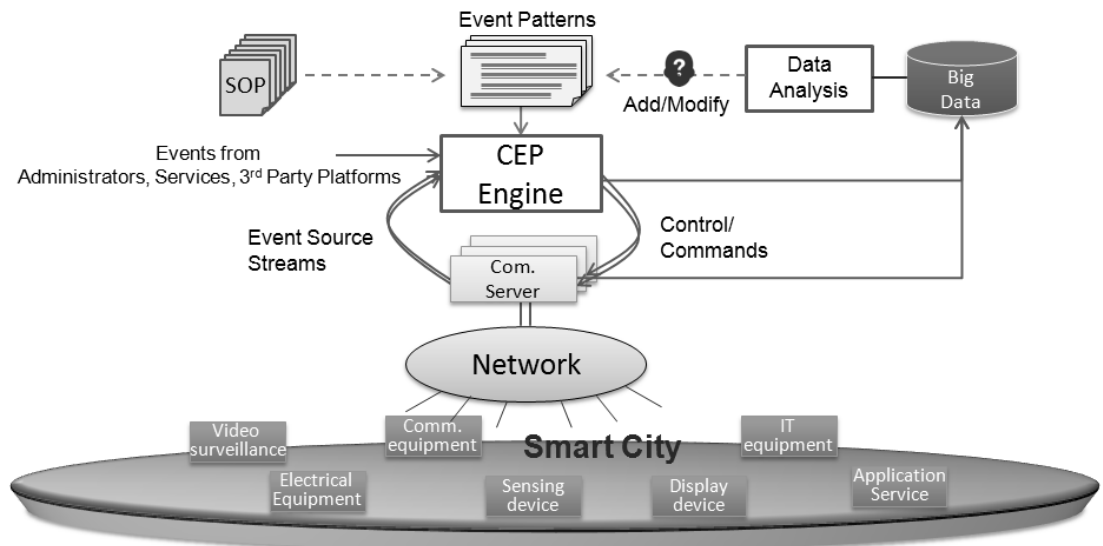 Event Patterns
SOP
?
Add/Modify
Data
Analysis
Big
Data
Events from
Administrators, Services, 3rd Party Platforms
CEP
Engine
Event Source
Streams
Control/
Commands
Com.
Server
Network
Smart City
Video
surveillance
Comm.
equipment
IT
equipment
Electrical
Equipment
Sensing
device
Display
device
Application
Service